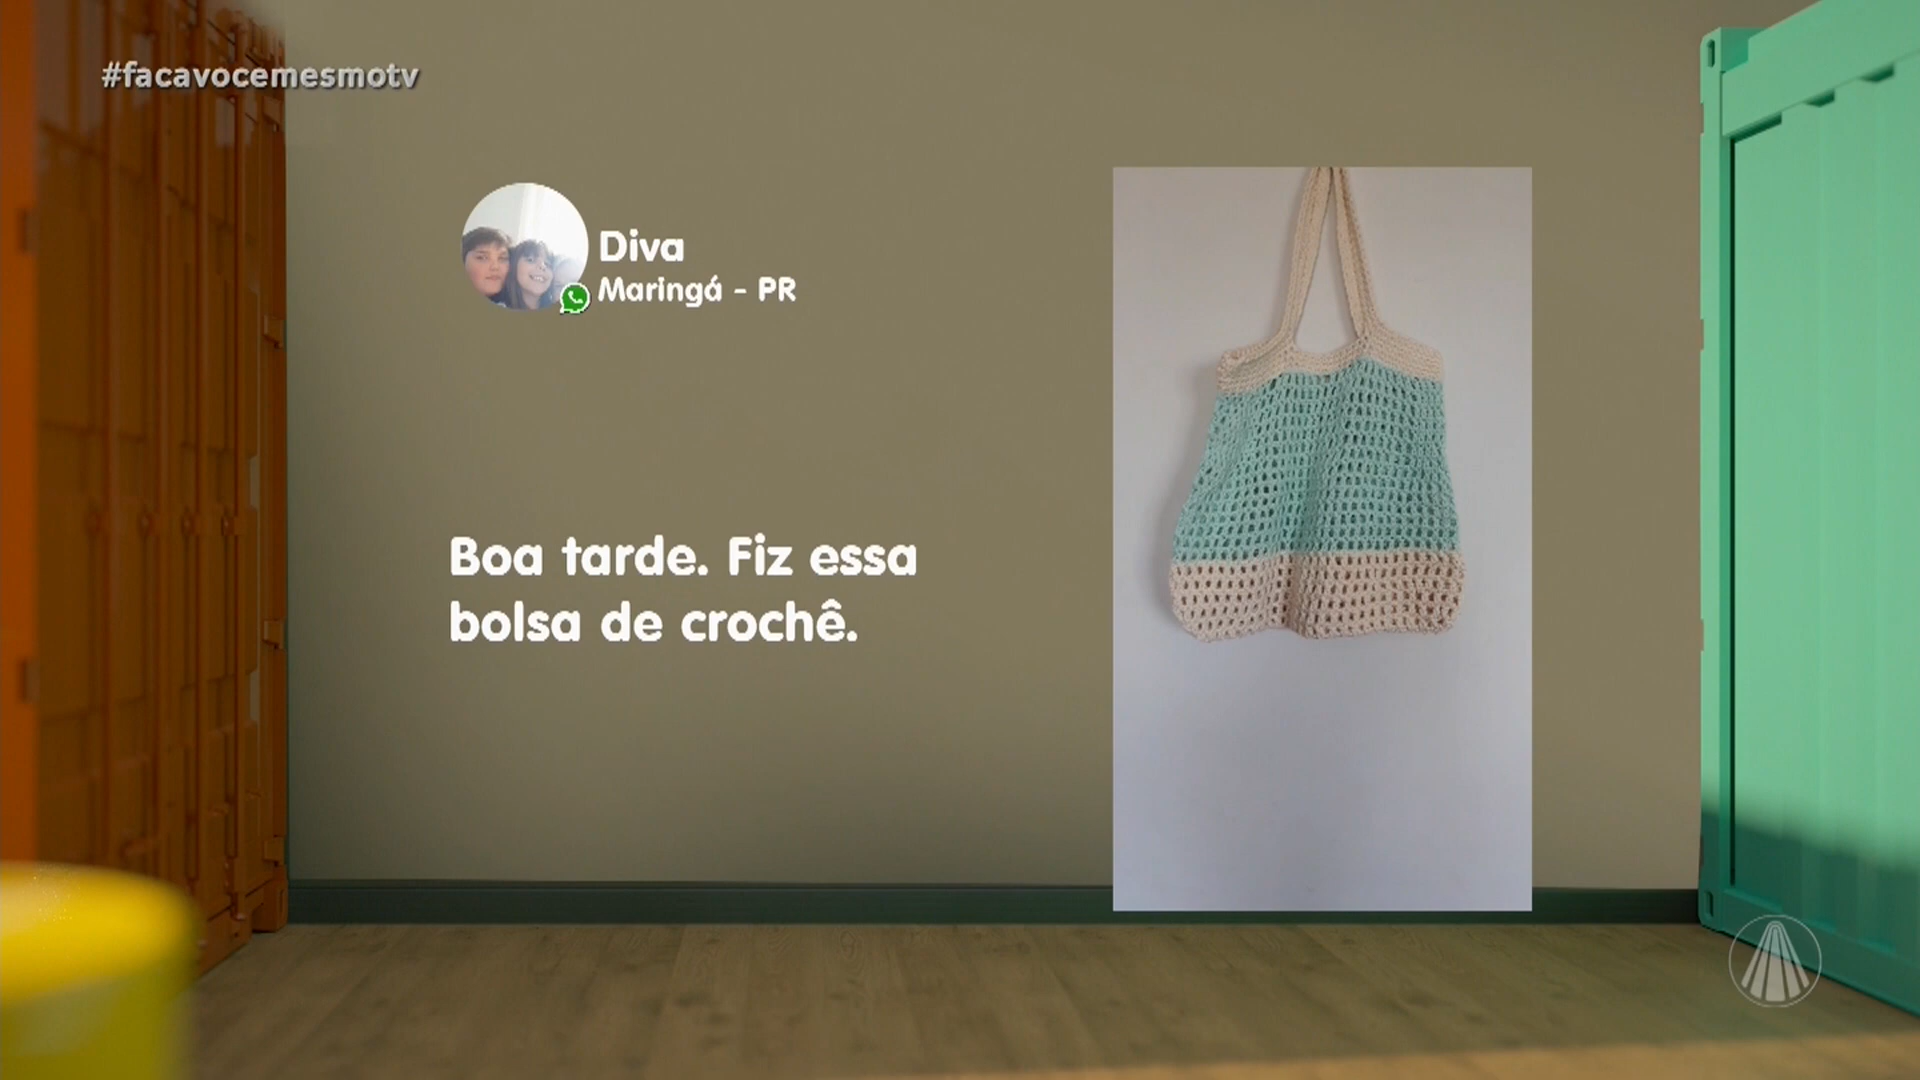 #facavocemesmotv
Diva
Maringá - PR
Boa tarde. Fiz essa
bolsa de crochê.